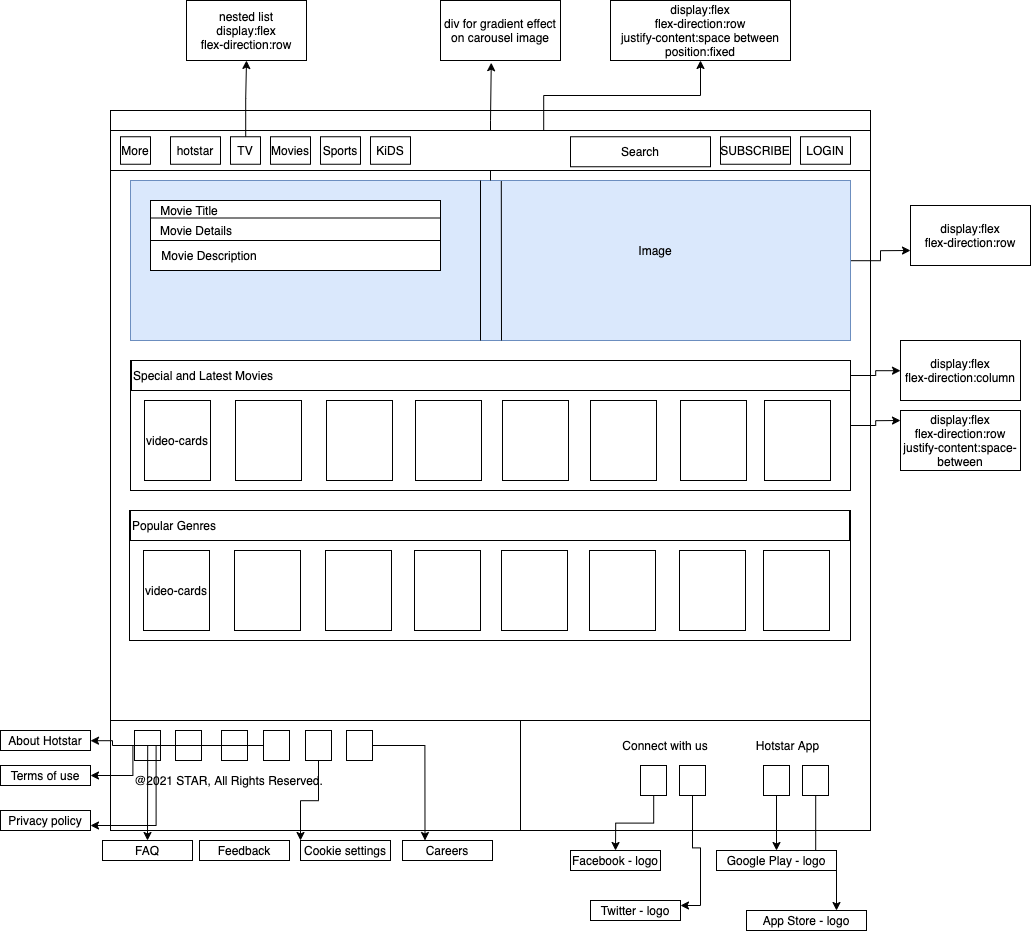 nested list
display:flex
flex-direction:row
div for gradient effect
on carousel image
display:flex
flex-direction:row
justify-content:space between
position:fixed
More
hotstar
TV
Movies
Sports
KiDS
Search
SUBSCRIBE
LOGIN
Movie Title
Movie Details
Movie Description
Image
display:flex
flex-direction:row
Special and Latest Movies
display:flex
flex-direction:column
video-cards
display:flex
flex-direction:row
justify-content:space-
between
Popular Genres
video-cards
About Hotstar
Terms of use
Privacy policy
@2021 STAR, All Rights Reserved.
Connect with us
Hotstar App
FAQ
Feedback
Cookie settings
Careers
Facebook - logo
Google Play - logo
Twitter - logo
App Store - logo